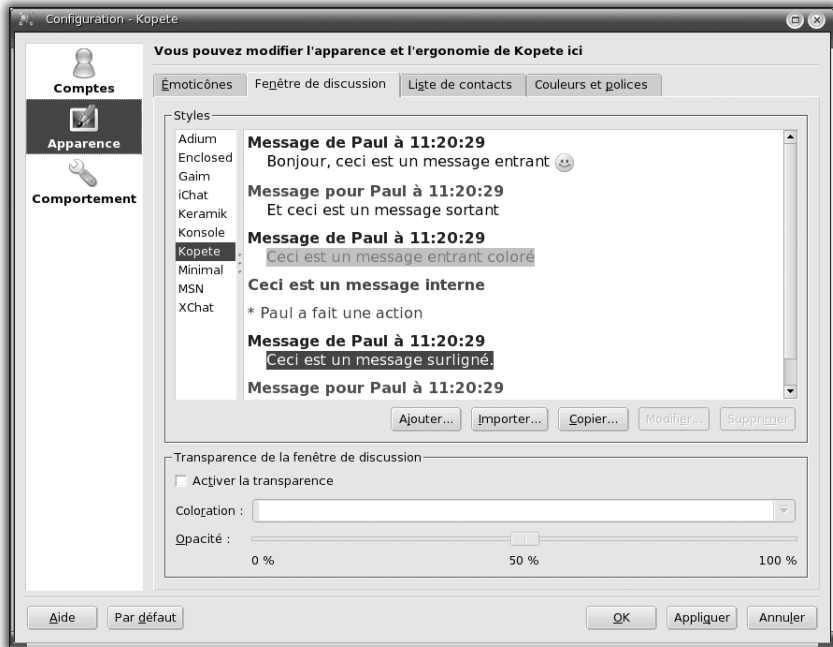 Configuration - Kopete
Comptes
Apparence
Comportement
Vous pouvez modifier l'apparence et l'ergonomie de Kopete ici
Émoticônes
Fenêtre de discussion
Liste de contacts
Couleurs et polices
Styles
Adium
Enclosed
Gaim
iChat
Keramik
Konsole
Kopete
Minimal
MSN
XChat
Message de Paul à 11:20:29
Bonjour, ceci est un message entrant
Message pour Paul à 11:20:29
Et ceci est un message sortant
Message de Paul à 11:20:29
Ceci est un message entrant coloré
Ceci est un message interne
* Paul a fait une action
Message de Paul à 11:20:29
Ceci est un message surligné.
Message pour Paul à 11:20:29
Ajouter...
Importer...
Copier...
Modifier...
Supprimer
Transparence de la fenêtre de discussion
Activer la transparence
Coloration :
Opacité :
0 %
50 %
100 %
Aide
Par défaut
OK
Appliquer
Annuler